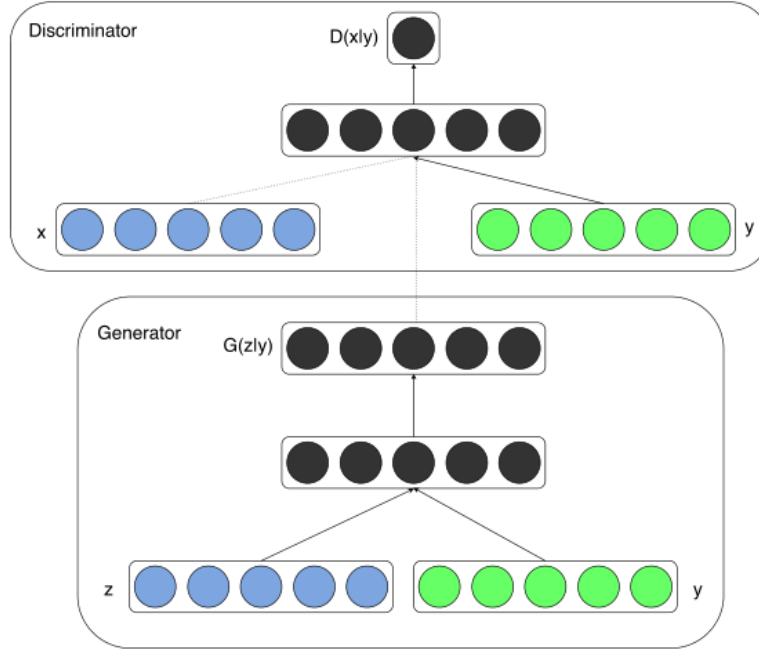 Discriminator
D(x|y)
x
y
Generator
G(z|y)
z
y